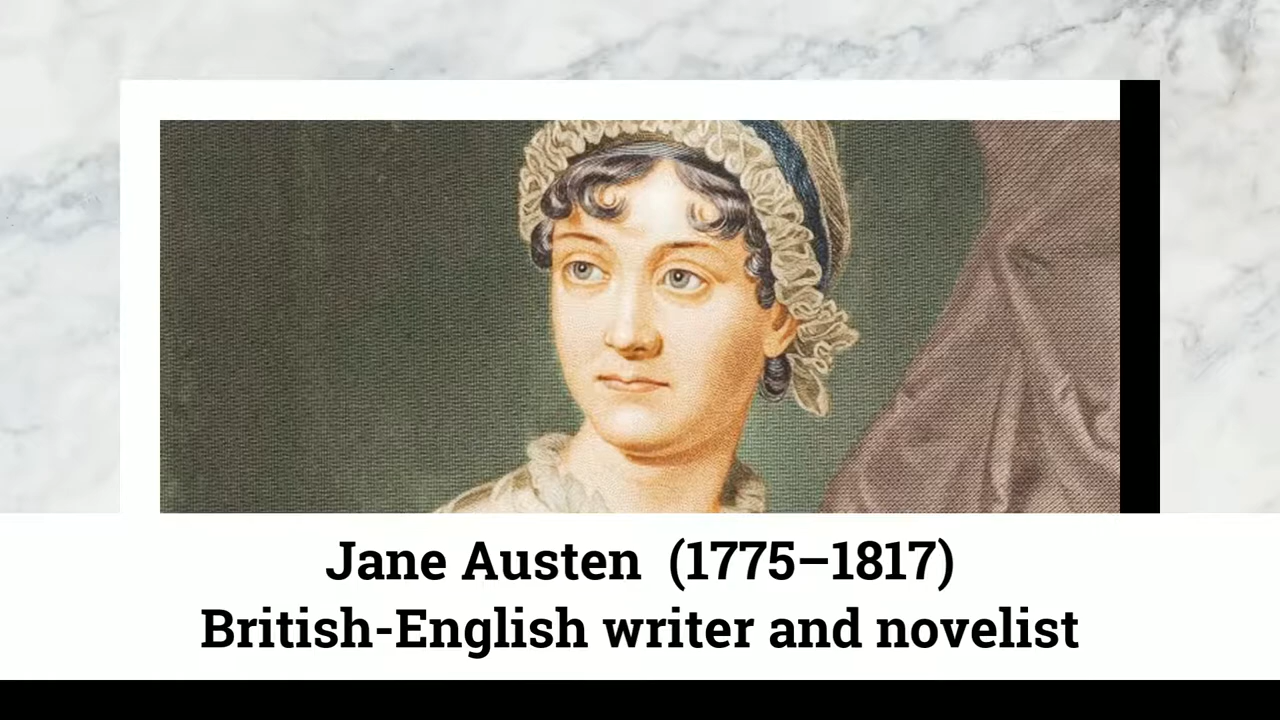 Jane Austen (1775–1817)
British-English writer and novelist